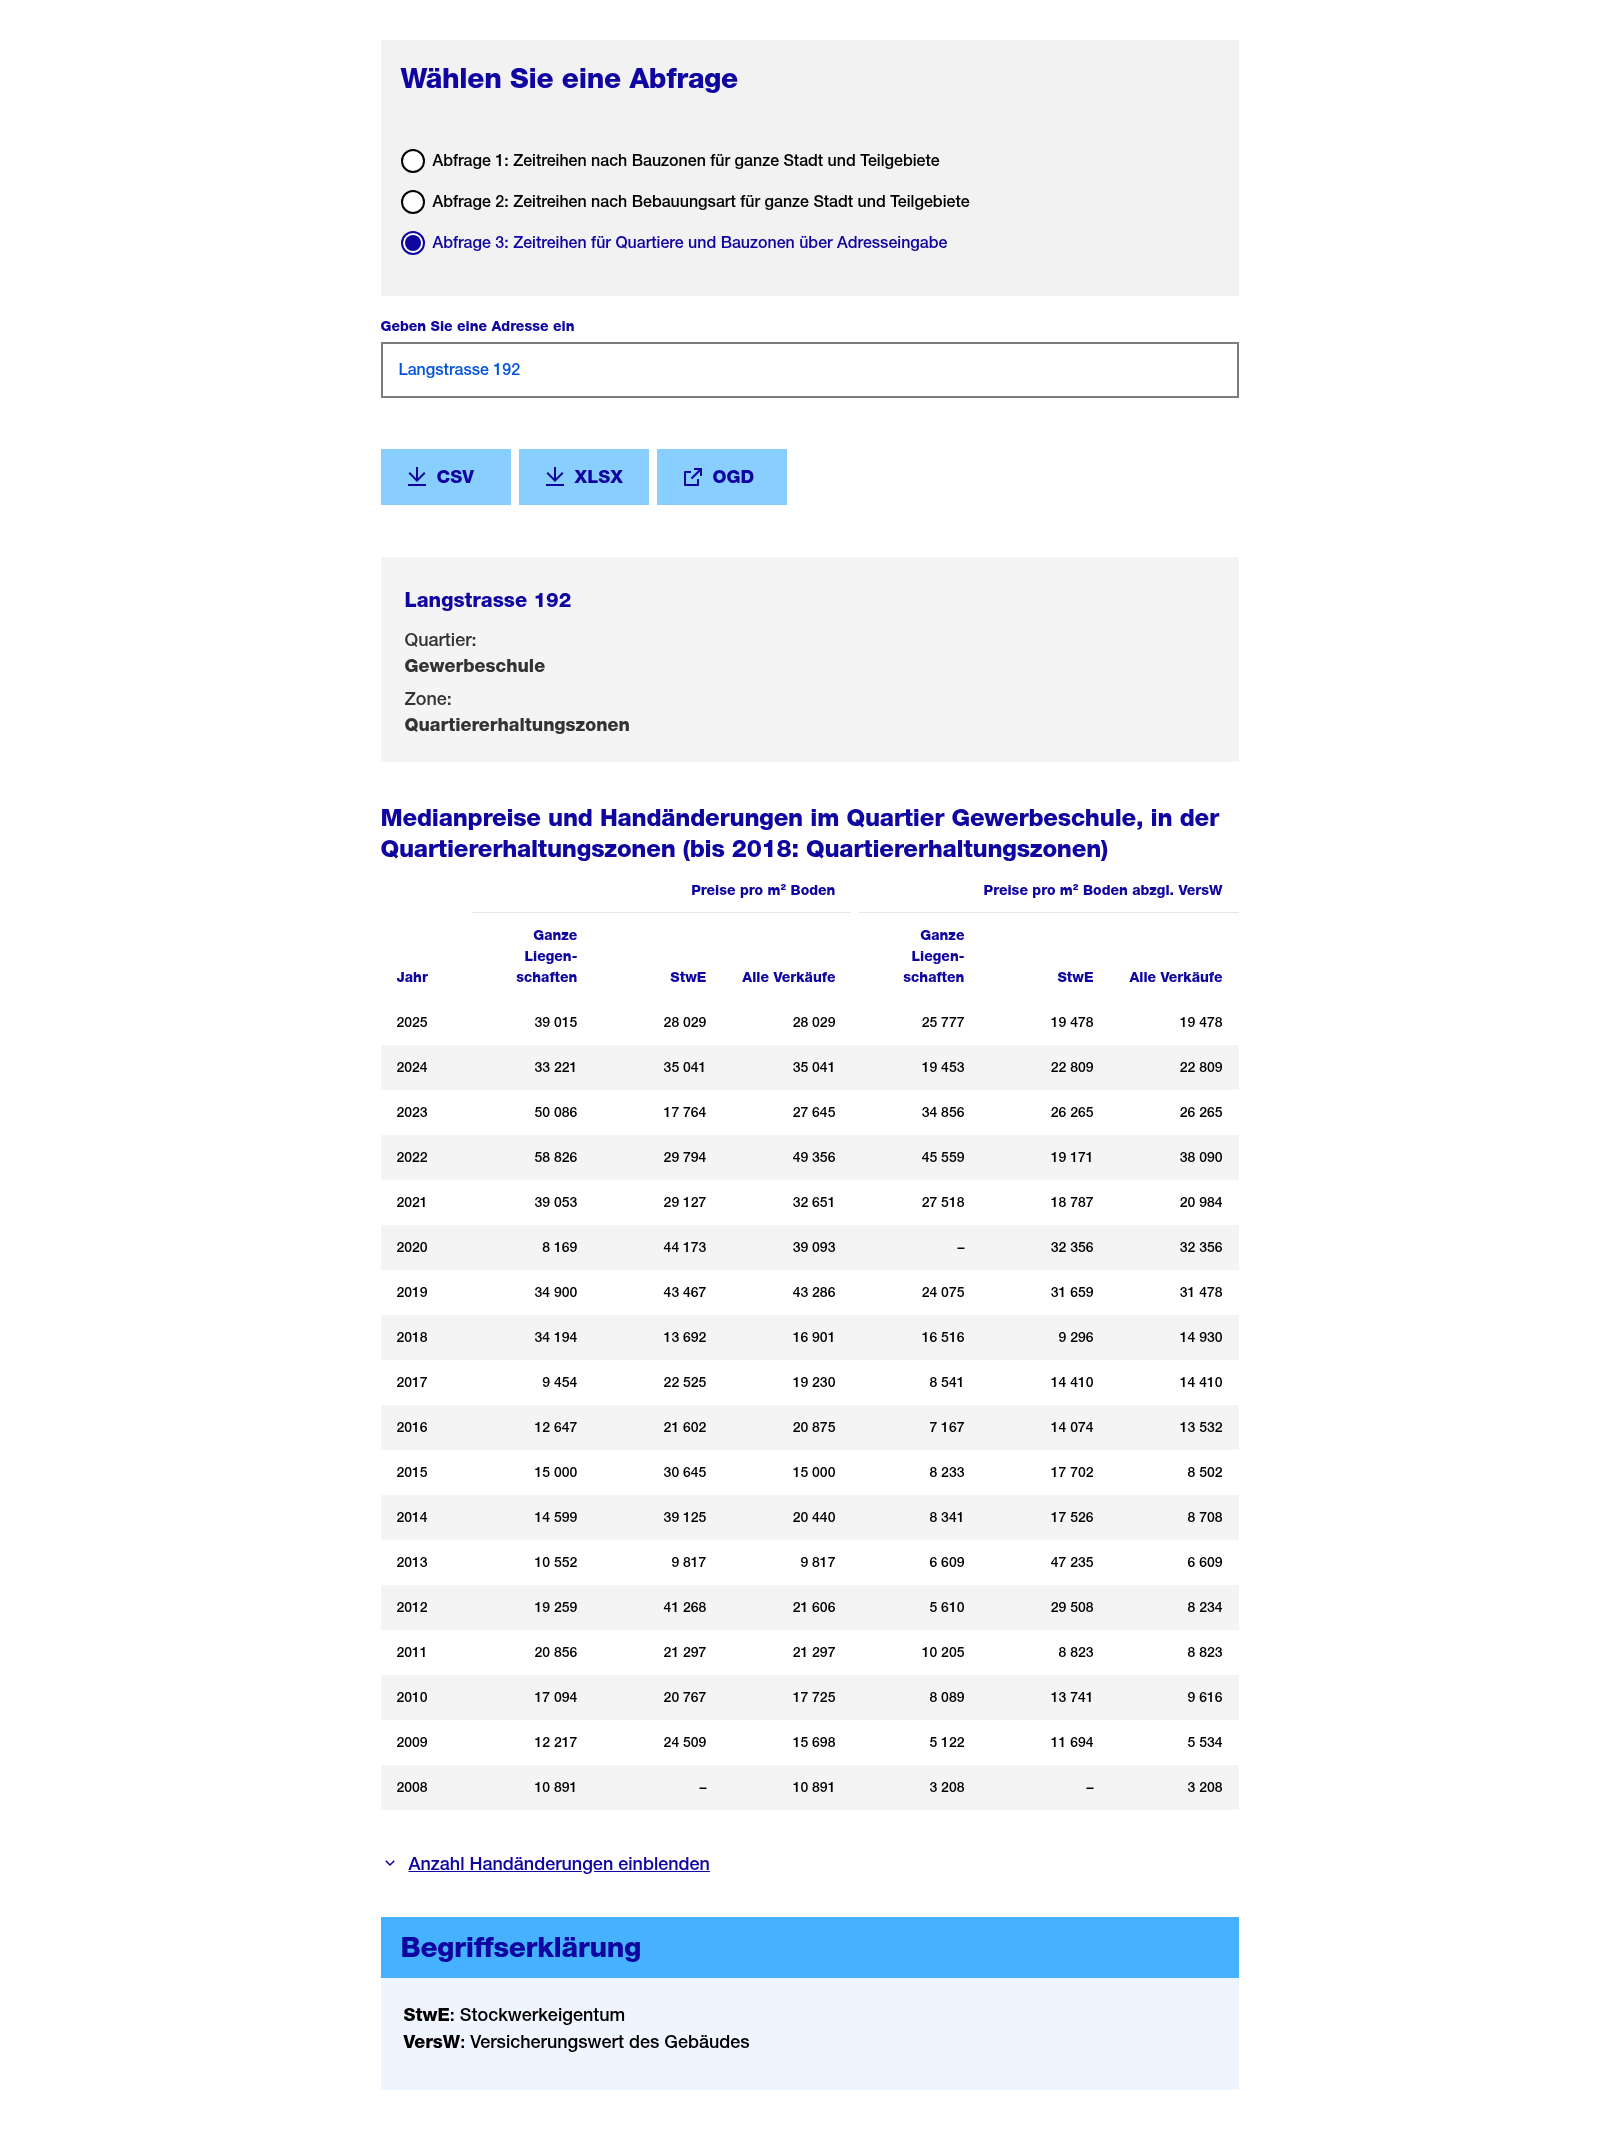 Wählen Sie eine Abfrage
Abfrage 1: Zeitreihen nach Bauzonen für ganze Stadt und Teilgebiete
Abfrage 2: Zeitreihen nach Bebauungsart für ganze Stadt und Teilgebiete
Abfrage 3: Zeitreihen für Quartiere und Bauzonen über Adresseingabe
Geben Sie eine Adresse ein
Langstrasse 192
CSV XLSX OGD
Langstrasse 192
Quartier:
Gewerbeschule
Zone:
Quartiererhaltungszonen
Medianpreise und Handänderungen im Quartier Gewerbeschule, in der
Quartiererhaltungszonen (bis 2018: Quartiererhaltungszonen)
Preise pro m² Boden Preise pro m² Boden abzgl. VersW
Ganze Ganze
Liegen- Liegen-
Jahr schaften StwE Alle Verkäufe schaften StwE Alle Verkäufe
2025 39 015 28 029 28 029 25 777 19 478 19 478
2024 33 221 35 041 35 041 19 453 22 809 22 809
2023 50 086 17 764 27 645 34 856 26 265 26 265
2022 58 826 29 794 49 356 45 559 19 171 38 090
2021 39 053 29 127 32 651 27 518 18 787 20 984
2020 8 169 44 173 39 093 – 32 356 32 356
2019 34 900 43 467 43 286 24 075 31 659 31 478
2018 34 194 13 692 16 901 16 516 9 296 14 930
2017 9 454 22 525 19 230 8 541 14 410 14 410
2016 12 647 21 602 20 875 7 167 14 074 13 532
2015 15 000 30 645 15 000 8 233 17 702 8 502
2014 14 599 39 125 20 440 8 341 17 526 8 708
2013 10 552 9 817 9 817 6 609 47 235 6 609
2012 19 259 41 268 21 606 5 610 29 508 8 234
2011 20 856 21 297 21 297 10 205 8 823 8 823
2010 17 094 20 767 17 725 8 089 13 741 9 616
2009 12 217 24 509 15 698 5 122 11 694 5 534
2008 10 891 – 10 891 3 208 – 3 208
Anzahl Handänderungen einblenden
Begriffserklärung
StwE: Stockwerkeigentum
VersW: Versicherungswert des Gebäudes